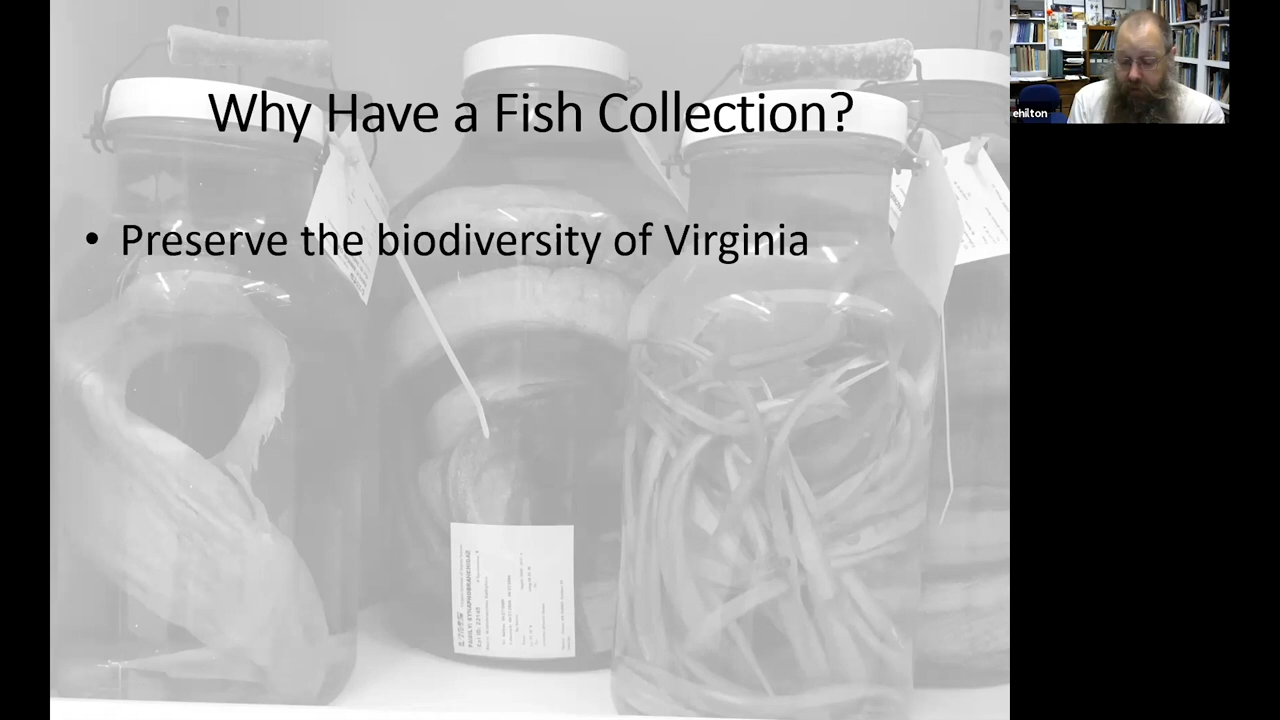 Why Have a Fish Collection?
• Preserve the biodiversity of Virginia
ehilton